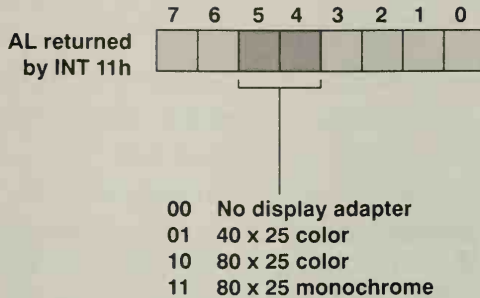 7 6 5 4 3 2 1 0
AL returned
by INT 11h
00 No display adapter
01 40 x 25 color
10 80 x 25 color
11 80 x 25 monochrome